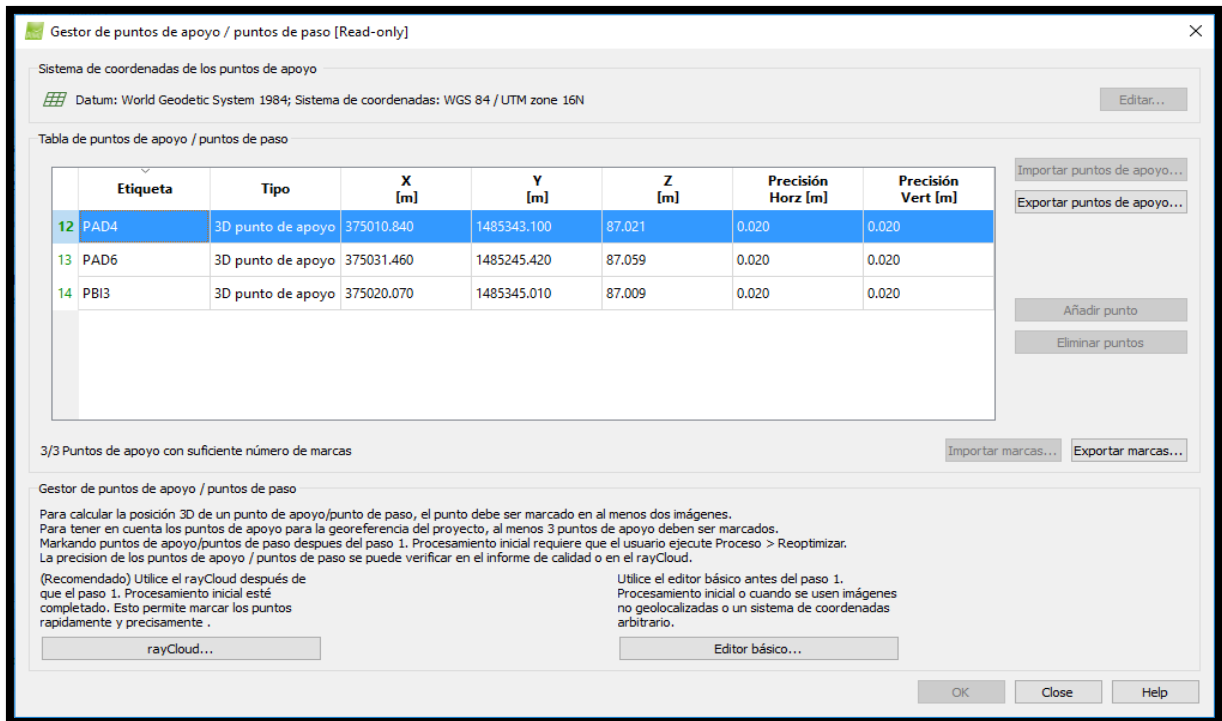 Gestor de puntos de apoyo / puntos de paso [Read-only]
Sistema de coordenadas de los puntos de apoyo
Datum: World Geodetic System 1984; Sistema de coordenadas: WGS 84 / UTM zone 16N
Editar...
Tabla de puntos de apoyo / puntos de paso
Etiqueta Tipo X [m] Y [m] Z [m] Precisión Horz [m] Precisión Vert [m]
12 PAD4 3D punto de apoyo 375010.840 1485343.100 87.021 0.020 0.020
13 PAD6 3D punto de apoyo 375031.460 1485245.420 87.059 0.020 0.020
14 PBI3 3D punto de apoyo 375020.070 1485345.010 87.009 0.020 0.020
Importar puntos de apoyo...
Exportar puntos de apoyo...
Añadir punto
Eliminar puntos
3/3 Puntos de apoyo con suficiente número de marcas
Importar marcas...
Exportar marcas...
Gestor de puntos de apoyo / puntos de paso
Para calcular la posición 3D de un punto de apoyo/punto de paso, el punto debe ser marcado en al menos dos imágenes.
Para tener en cuenta los puntos de apoyo para la georeferencia del proyecto, al menos 3 puntos de apoyo deben ser marcados.
Markando puntos de apoyo/puntos de paso despues del paso 1. Procesamiento inicial requiere que el usuario ejecute Proceso > Reoptimizar.
La precision de los puntos de apoyo / puntos de paso se puede verificar en el informe de calidad o en el rayCloud.
(Recomendado) Utilice el rayCloud después de
que el paso 1. Procesamiento inicial esté
completado. Esto permite marcar los puntos
rapidamente y precisamente .
rayCloud...
Utilice el editor básico antes del paso 1.
Procesamiento inicial o cuando se usen imágenes
no geolocalizadas o un sistema de coordenadas
arbitrario.
Editor básico...
OK
Close
Help